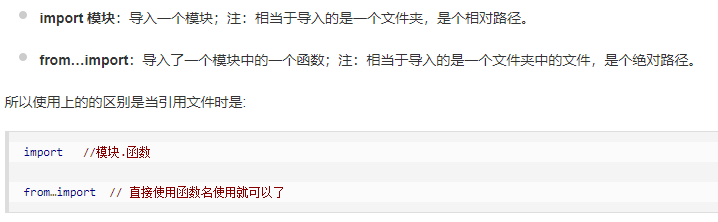 import 模块：导入一个模块；注：相当于导入的是一个文件夹，是个相对路径。
from…import：导入了一个模块中的一个函数；注：相当于导入的是一个文件夹中的文件，是个绝对路径。
所以使用上的的区别是当引用文件时是:
import   //模块.函数
from…import  // 直接使用函数名使用就可以了